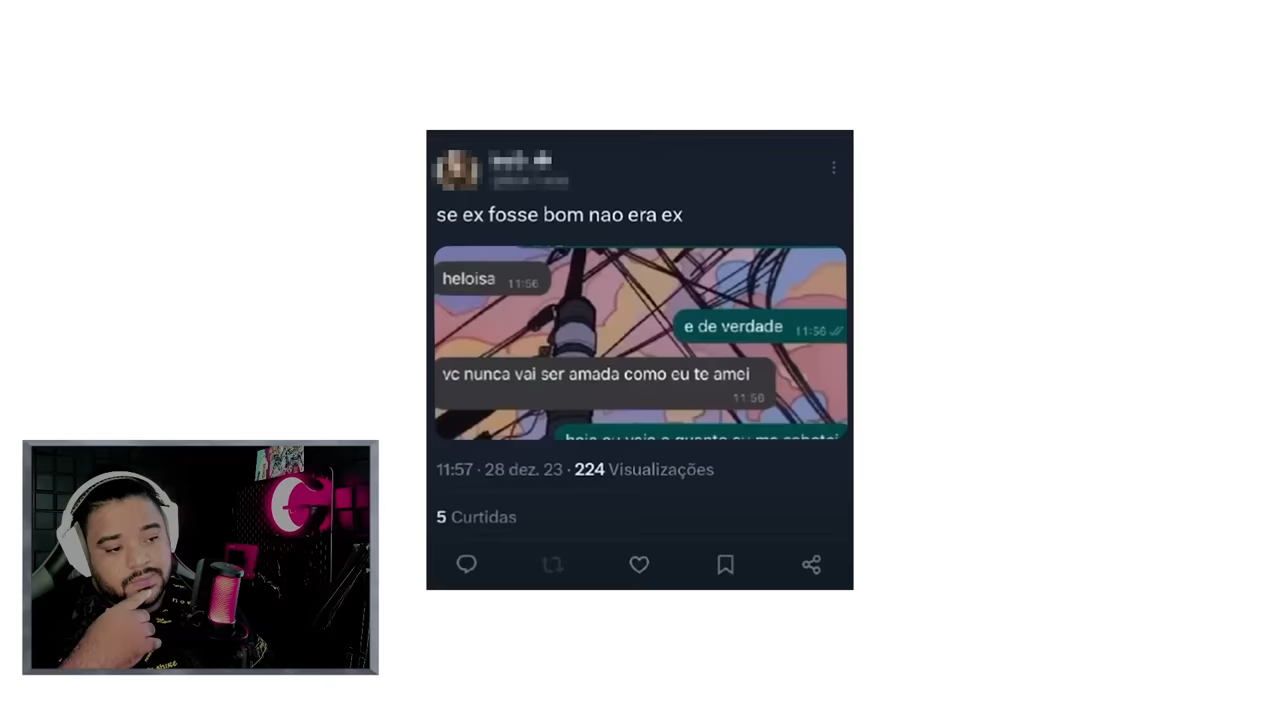 se ex fosse bom nao era ex
heloisa 11:56
e de verdade 11:56
vc nunca vai ser amada como eu te amei
11:56
11:57 · 28 dez. 23 · 224 Visualizações
5 Curtidas